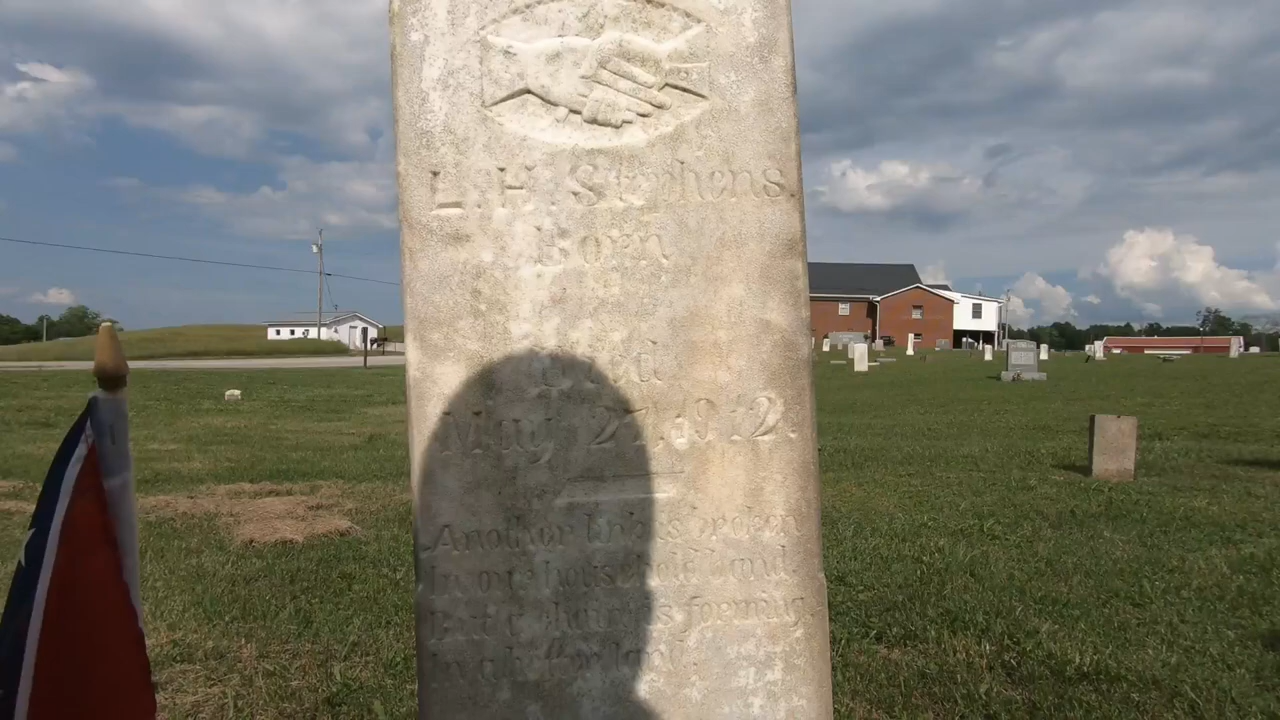 L. H. Stephens.
Born
Died
May 27, 1912.
Another link is broken
In our household band
But a chain is forming
In a better land.